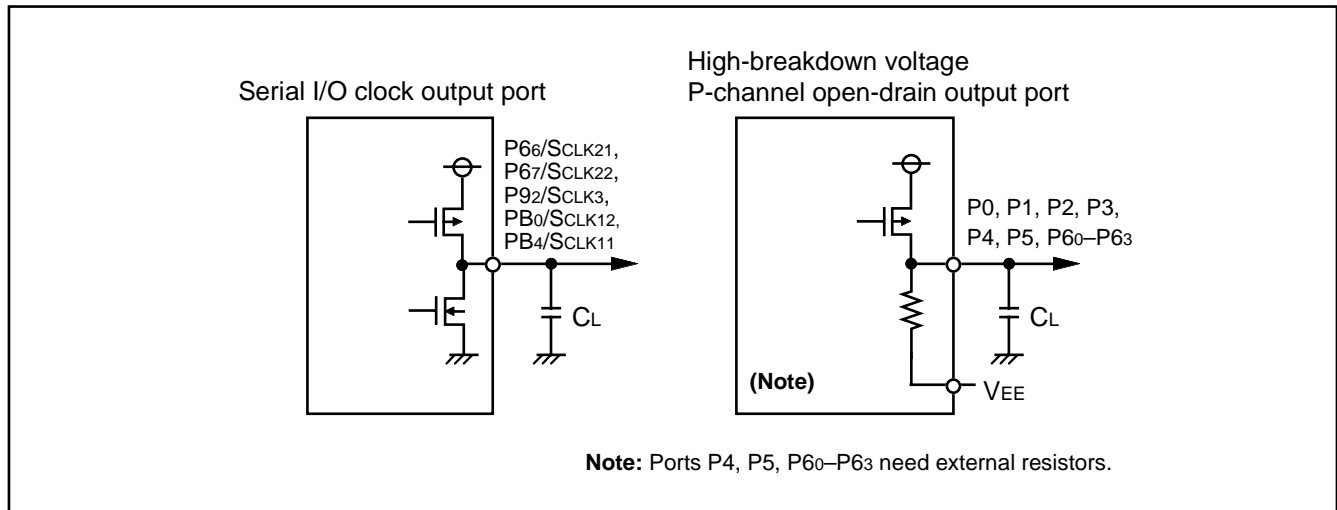 Serial I/O clock output port
P66/SCLK21,
P67/SCLK22,
P92/SCLK3,
PB0/SCLK12,
PB4/SCLK11
CL
High-breakdown voltage
P-channel open-drain output port
P0, P1, P2, P3,
P4, P5, P60–P63
CL
(Note)
VEE
Note: Ports P4, P5, P60–P63 need external resistors.